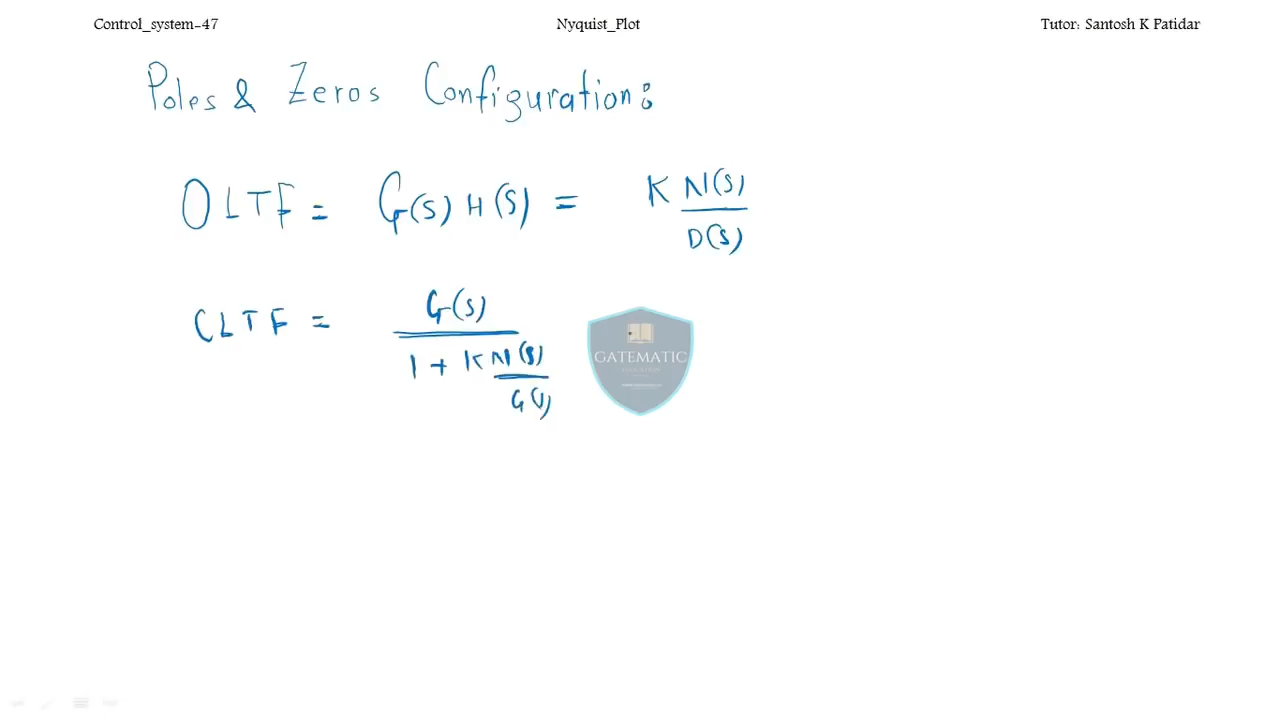 Control_system-47 Nyquist_Plot Tutor: Santosh K Patidar
Poles & Zeros Configuration:
OLTF = G(s) H(s) = K N(s)
D(s)
CLTF = G(s)
1 + K N(s)
G(s)
GATEMATIC